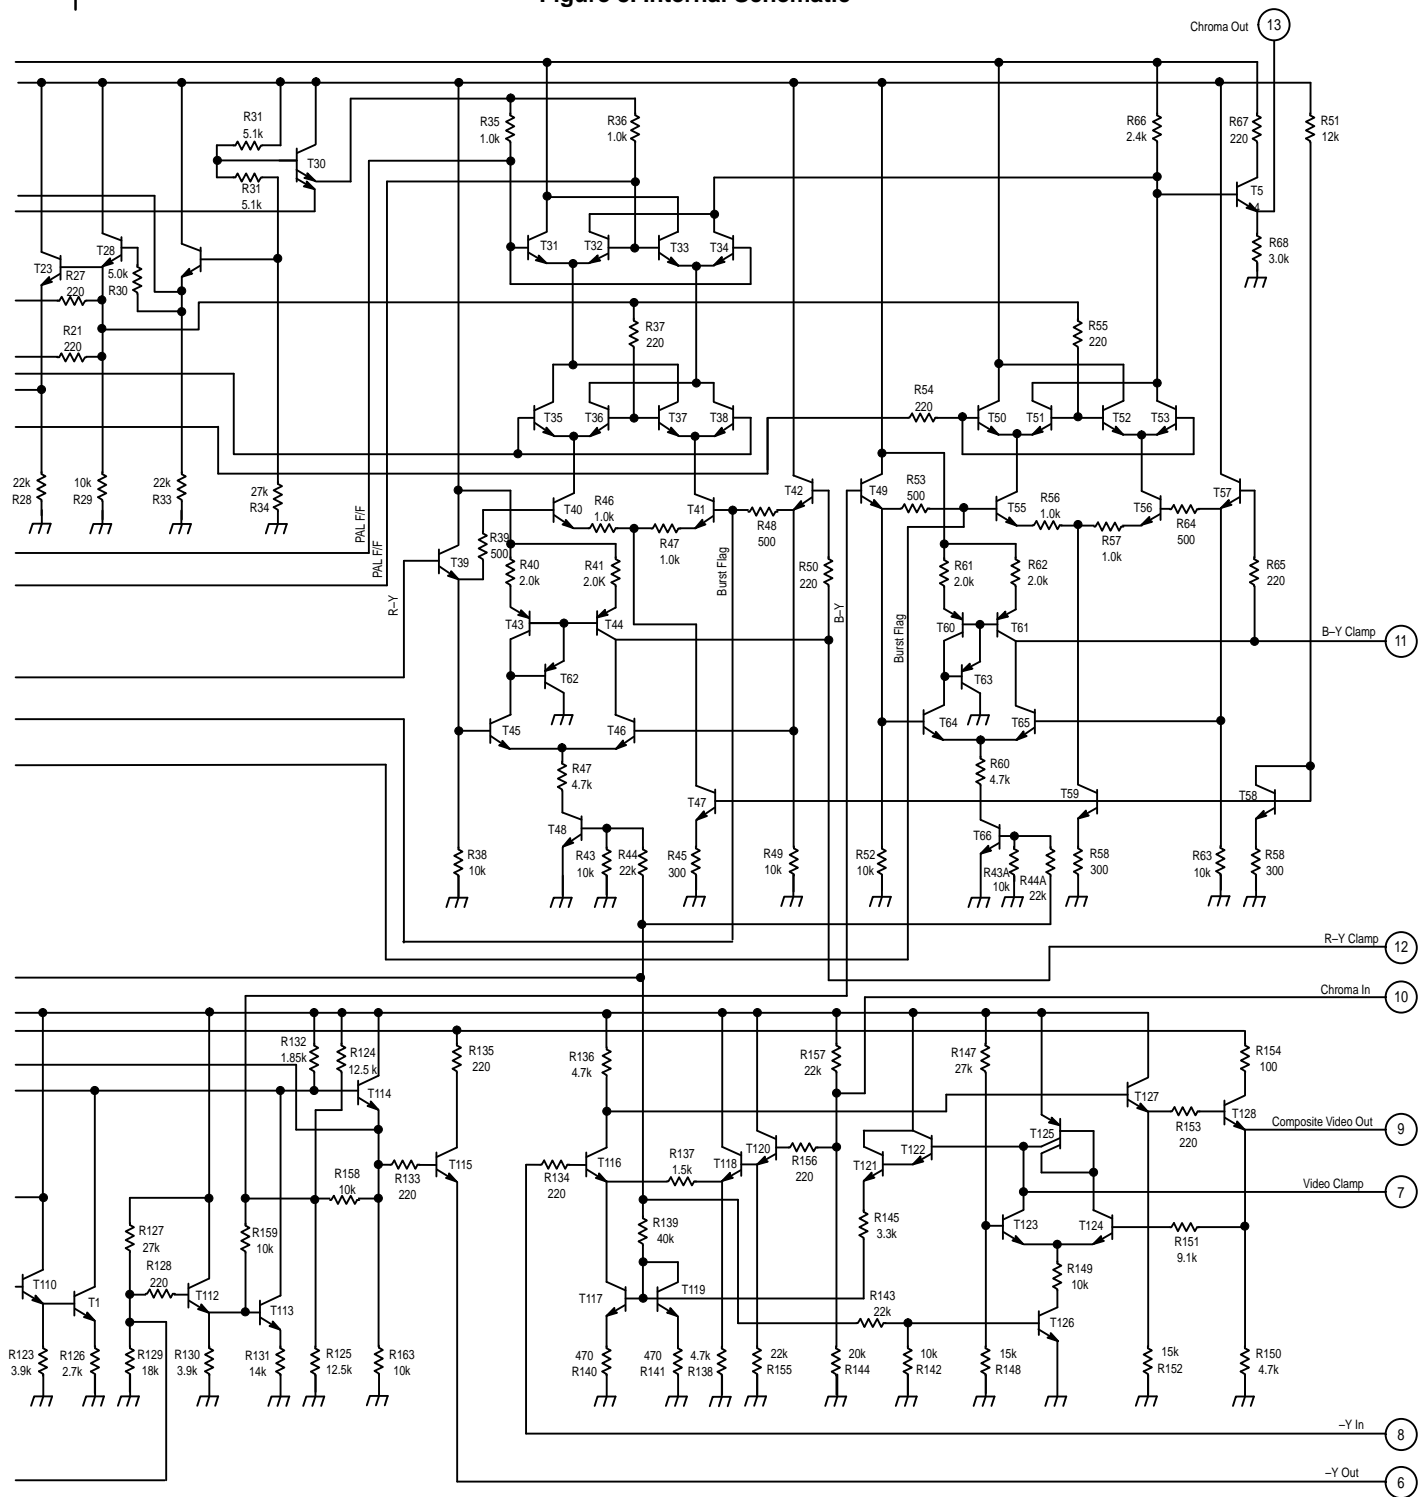 Figure 8. Internal Schematic
Chroma Out
13
R31
5.1k
T30
R31
5.1k
R35
1.0k
R36
1.0k
R66
2.4k
R67
220
R51
12k
T5
4
R68
3.0k
T28
T23
R27
220
5.0k
R30
R21
220
T31
T32
T33
T34
R37
220
R55
220
R54
220
T35
T36
T37
T38
T50
T51
T52
T53
22k
R28
10k
R29
22k
R33
27k
R34
PAL F/F
PAL F/F
R–Y
T40
R46
1.0k
R47
1.0k
T41
R48
500
T42
T49
R53
500
T55
R56
1.0k
R57
1.0k
T56
R64
500
T57
T39
R39
500
R40
2.0k
R41
2.0K
Burst Flag
R50
220
B–Y
Burst Flag
R61
2.0k
R62
2.0k
R65
220
T43
T44
T62
T60
T61
T63
B–Y Clamp
11
T45
T46
T64
T65
R47
4.7k
T47
R60
4.7k
T59
T58
T48
R43
10k
R44
22k
R38
10k
R45
300
R49
10k
R52
10k
T66
R43A
10k
R44A
22k
R58
300
R63
10k
R58
300
R–Y Clamp
12
Chroma In
10
R132
1.85k
R124
12.5 k
R135
220
R136
4.7k
R157
22k
R147
27k
R154
100
T114
T127
R153
220
T128
Composite Video Out
9
T115
R133
220
R158
10k
R134
220
T116
R137
1.5k
T118
T120
R156
220
T121
T122
T125
Video Clamp
7
R127
27k
R159
10k
R128
220
R139
40k
R145
3.3k
T123
T124
R151
9.1k
R149
10k
T110
T1
T112
T113
T117
T119
R143
22k
T126
R123
3.9k
R126
2.7k
R129
18k
R130
3.9k
R131
14k
R125
12.5k
R163
10k
470
R140
470
R141
4.7k
R138
22k
R155
20k
R144
10k
R142
15k
R148
15k
R152
R150
4.7k
–Y In
8
–Y Out
6